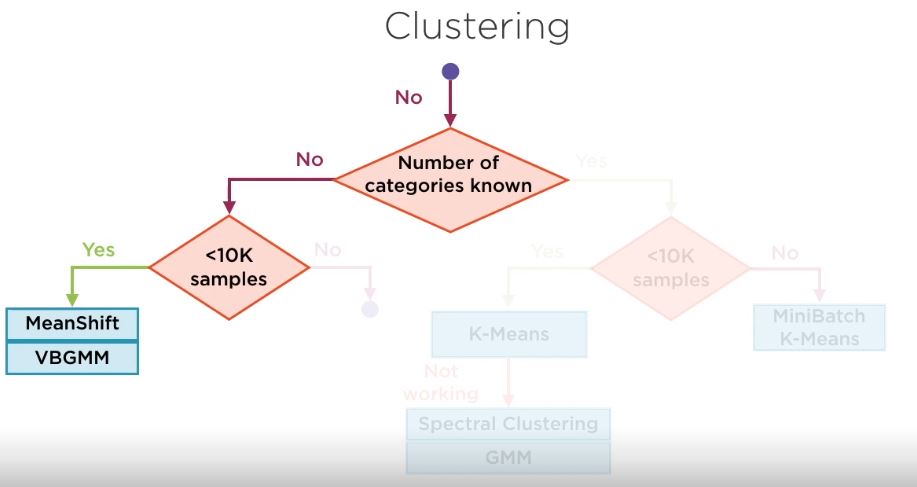 Clustering
No
No
Number of
categories known
Yes
Yes
<10K
samples
No
Yes
<10K
samples
No
MeanShift
VBGMM
K-Means
MiniBatch
K-Means
Not
working
Spectral Clustering
GMM